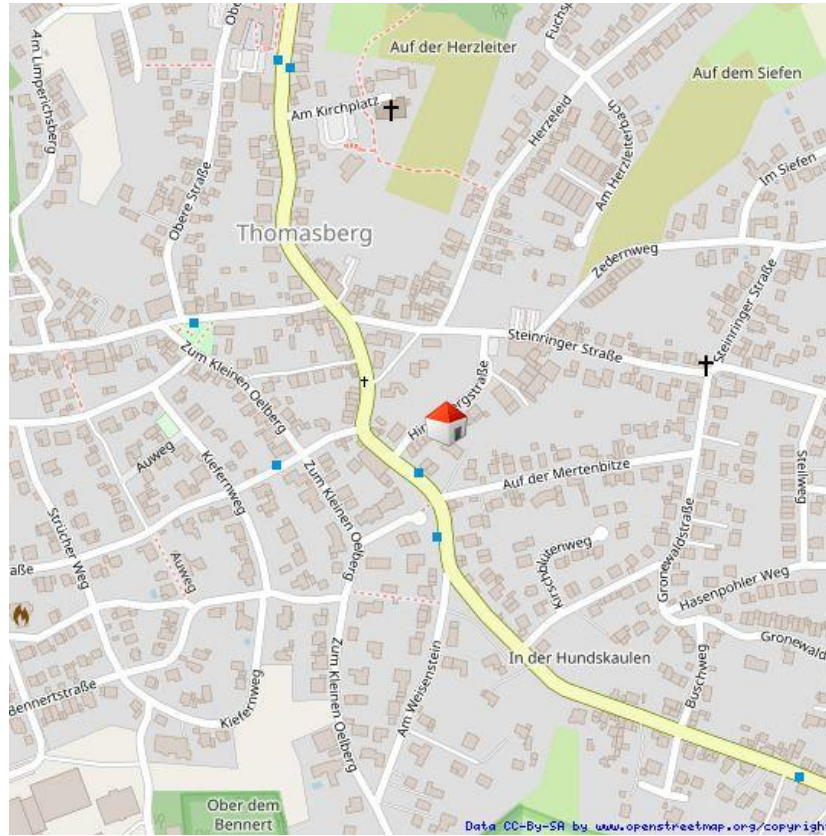 Am Limperichsberg
Auf der Herzleiter
Auf dem Siefen
Am Kirchplatz
Herzeleid
Am Herzleiterbach
Im Siefen
Obere Straße
Thomasberg
Zedernweg
Steinringer Straße
Steinringer Straße
Zum Kleinen Oelberg
Auweg
Kiefernweg
Auf der Mertenbitze
Stellweg
Strücher Weg
Zum Kleinen Oelberg
Auweg
Kirschblütenweg
Gronewaldstraße
Hasenpohler Weg
In der Hundskaulen
Buschweg
Bennertstraße
Kiefernweg
Zum Kleinen Oelberg
Am Weisenstein
Ober dem
Bennert
Data CC-By-SA by www.openstreetmap.org/copyrigh